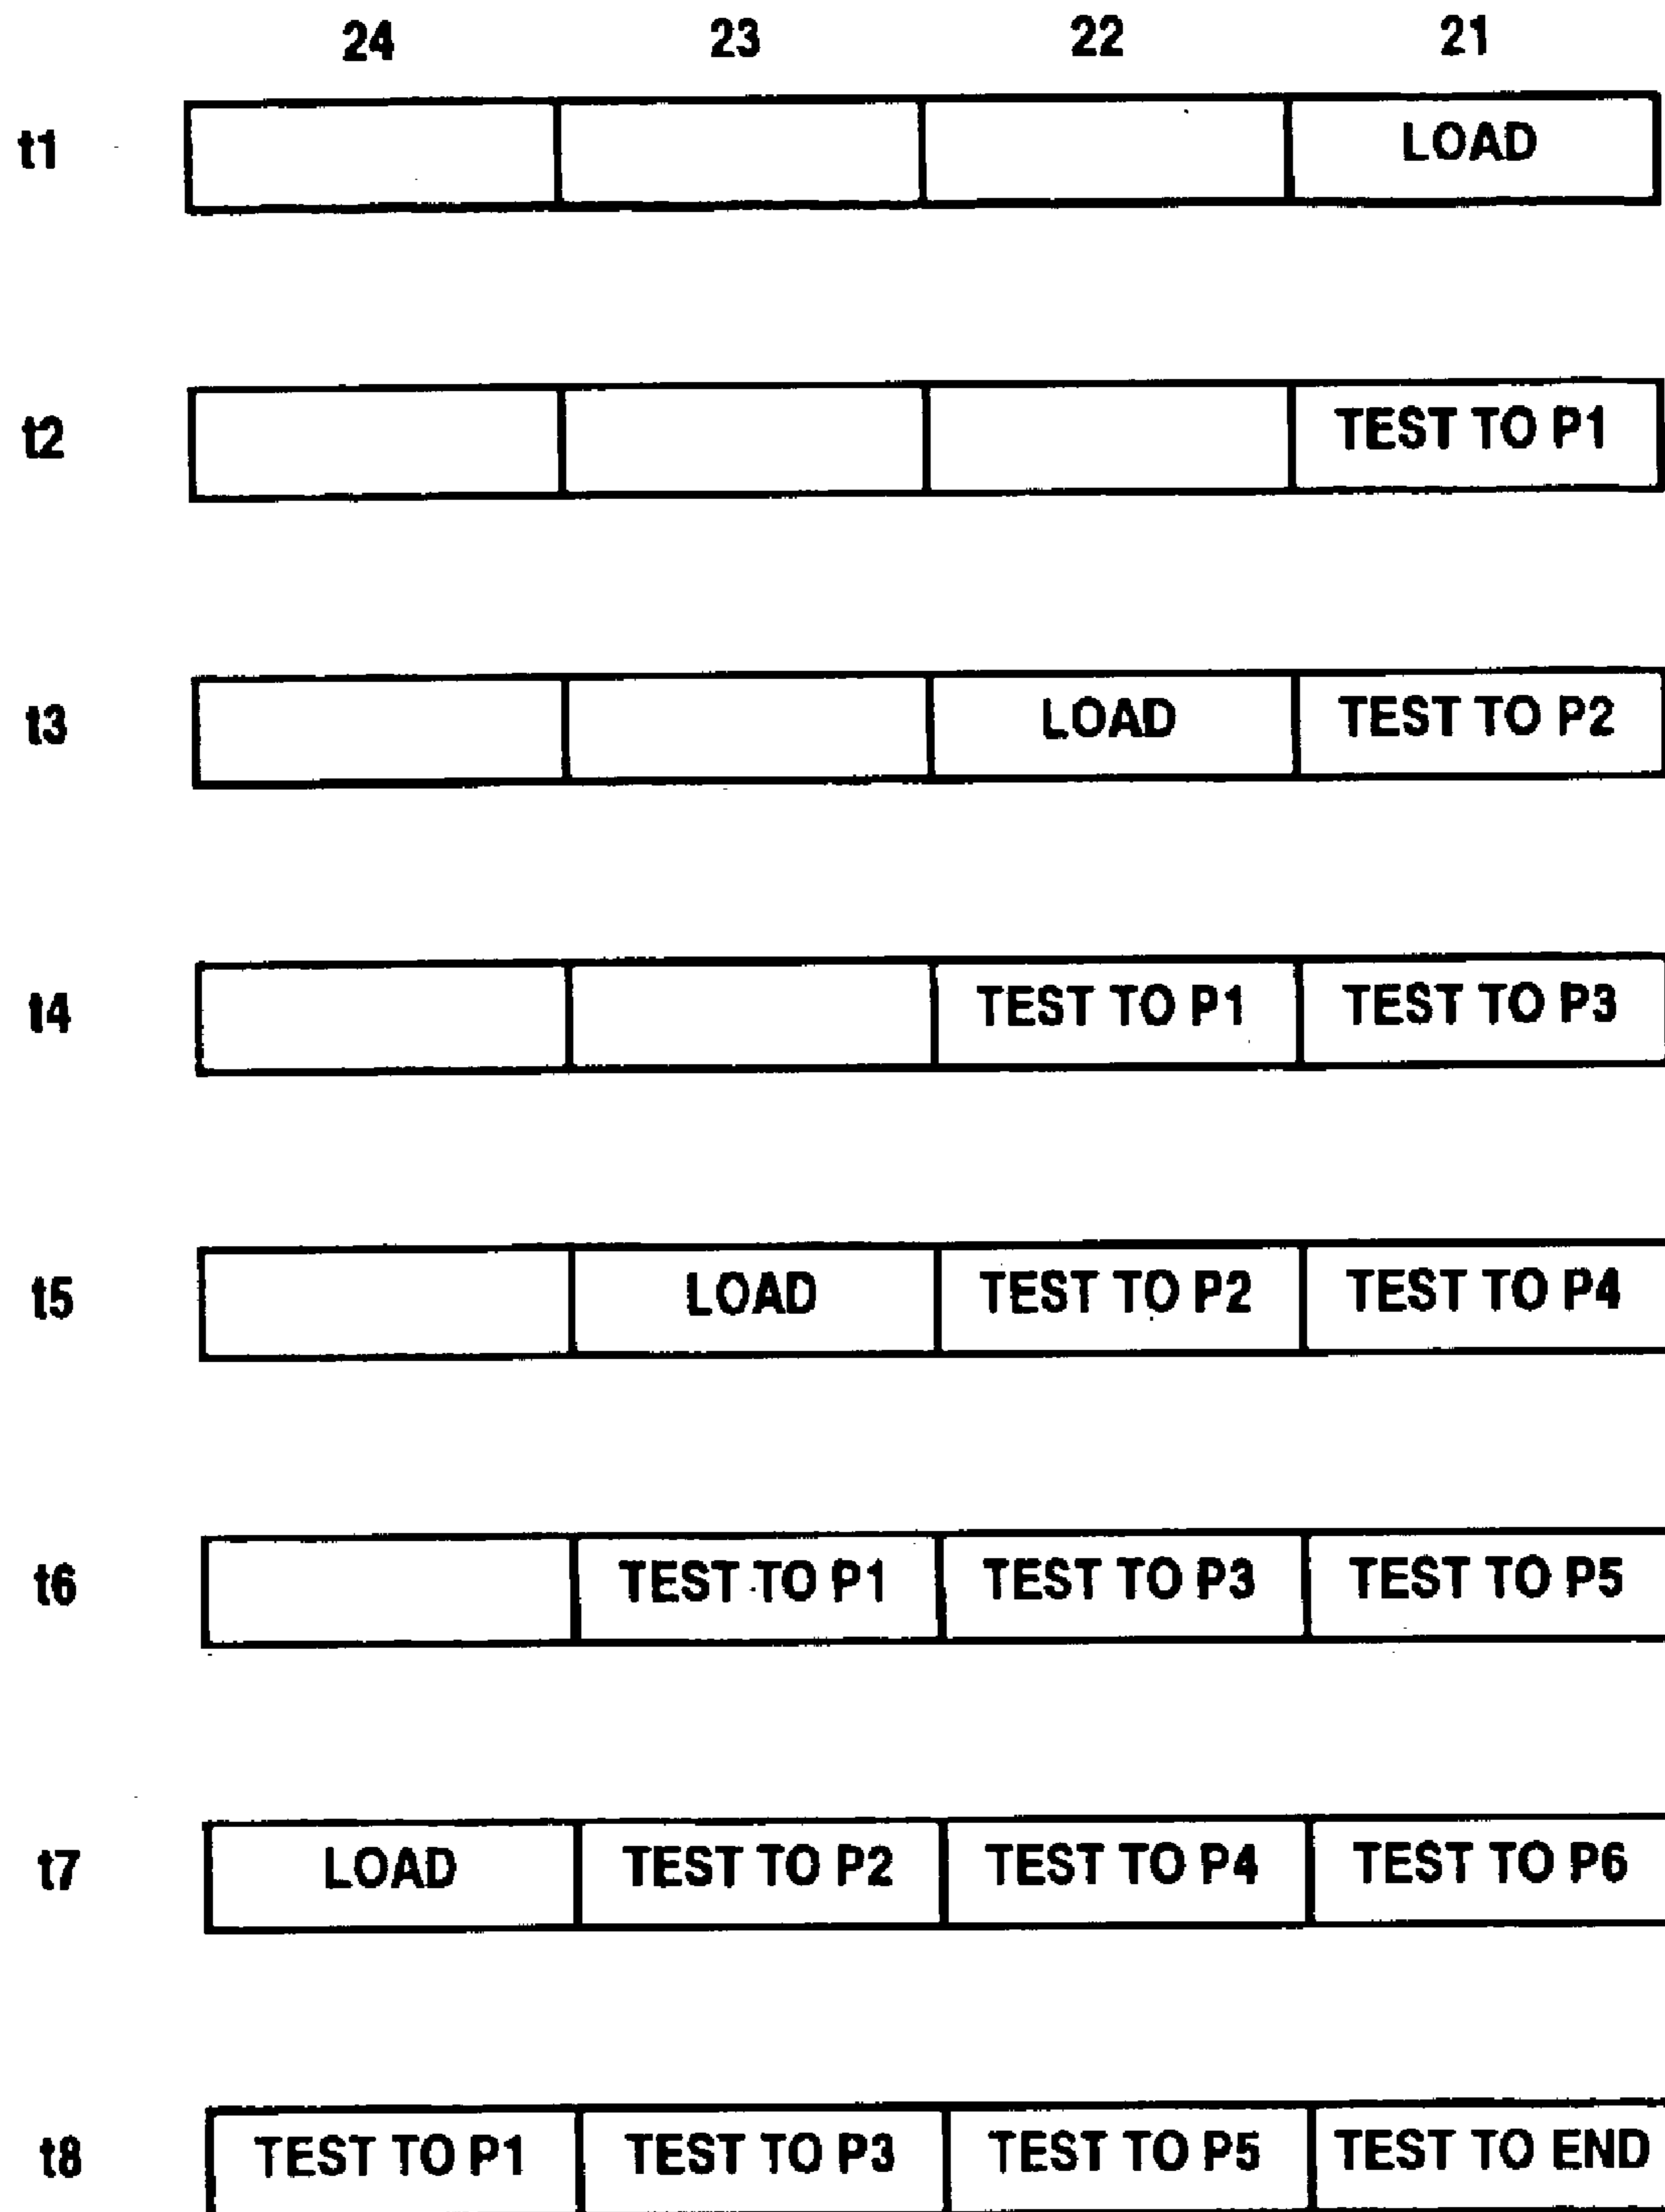 24 23 22 21
t1 LOAD
t2 TEST TO P1
t3 LOAD TEST TO P2
t4 TEST TO P1 TEST TO P3
t5 LOAD TEST TO P2 TEST TO P4
t6 TEST TO P1 TEST TO P3 TEST TO P5
t7 LOAD TEST TO P2 TEST TO P4 TEST TO P6
t8 TEST TO P1 TEST TO P3 TEST TO P5 TEST TO END